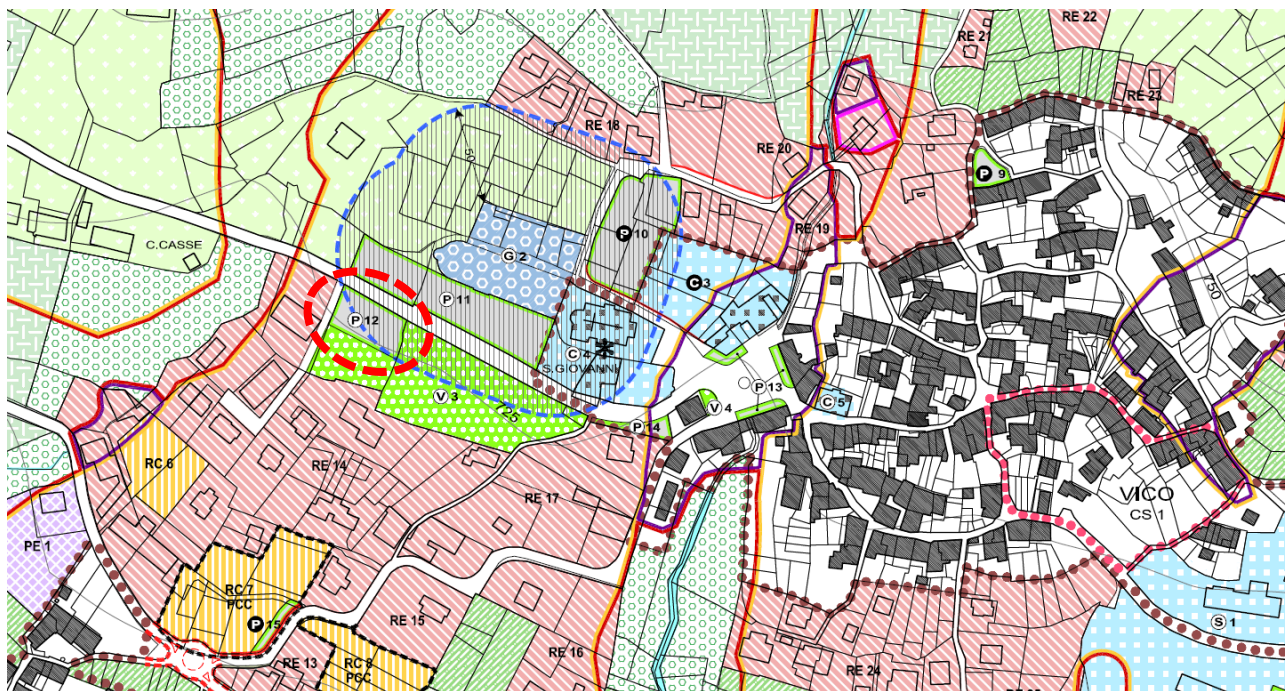 RE 22
RE 21
RE 23
RE 18
50
RE 20
P 9
RE 19
P 10
C.CASSE
G 2
C 3
50
P 11
P 12
C 4
S.GIOVANNI
P 13
V 3
725
V 4
C 5
P 14
RC 6
RE 14
RE 17
VICO
CS 1
PE 1
RC 7
PCC
P 15
RE 15
S 1
RE 13
RC 8
PCC
RE 16
RE 24